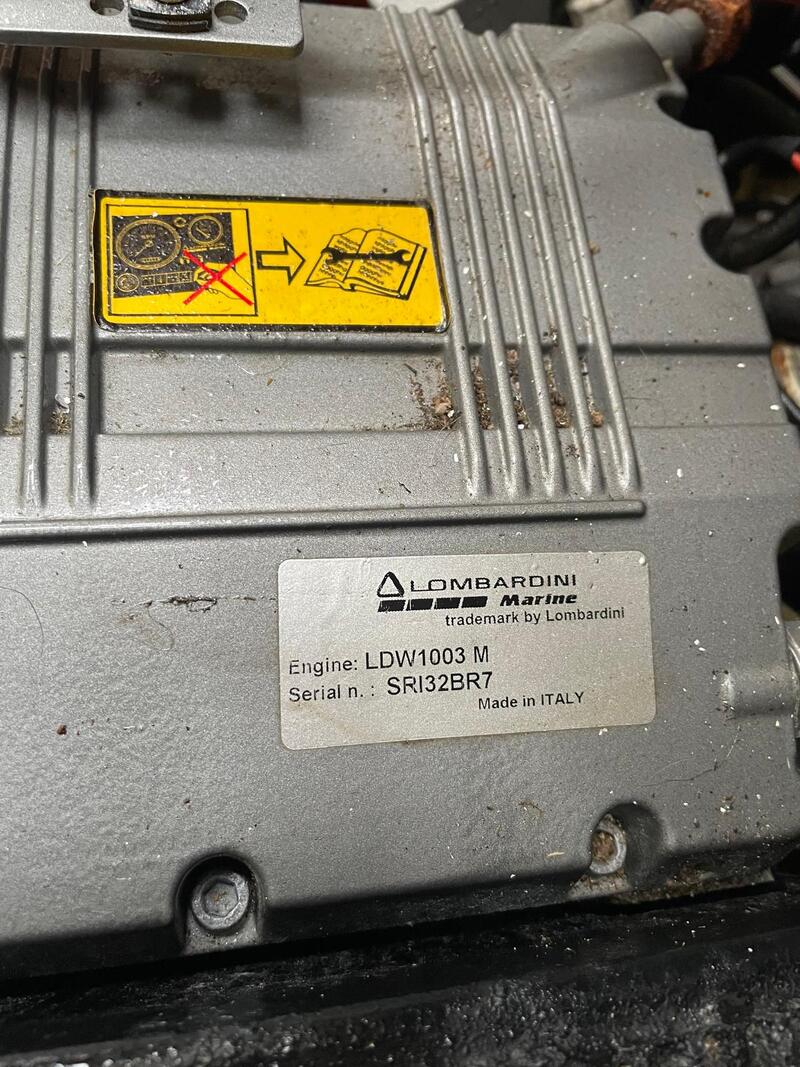 LOMBARDINI
Marine
trademark by Lombardini
Engine: LDW1003 M
Serial n. : SRI32BR7
Made in ITALY